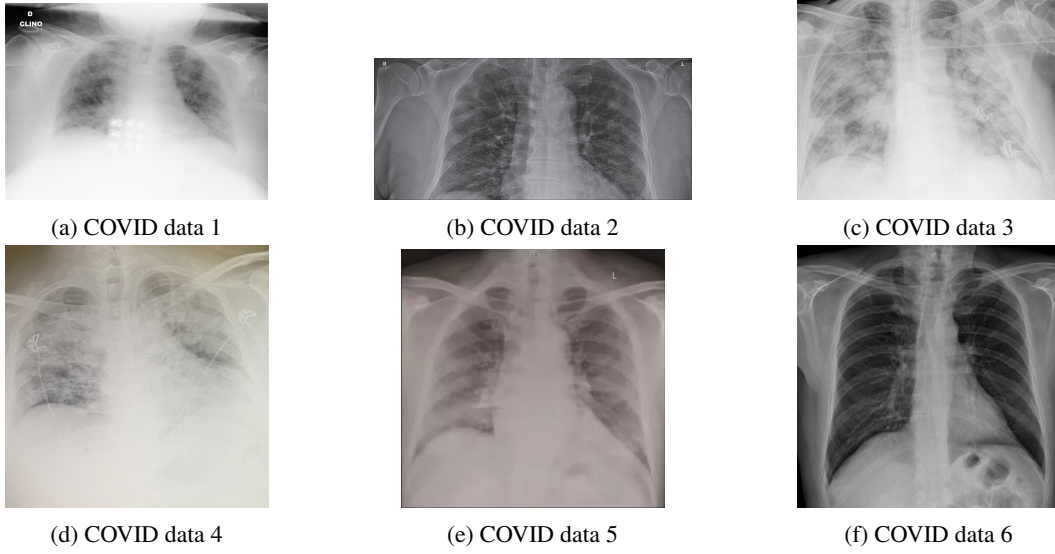 D
CLINO
R
L
(a) COVID data 1
(b) COVID data 2
(c) COVID data 3
L
(d) COVID data 4
(e) COVID data 5
(f) COVID data 6